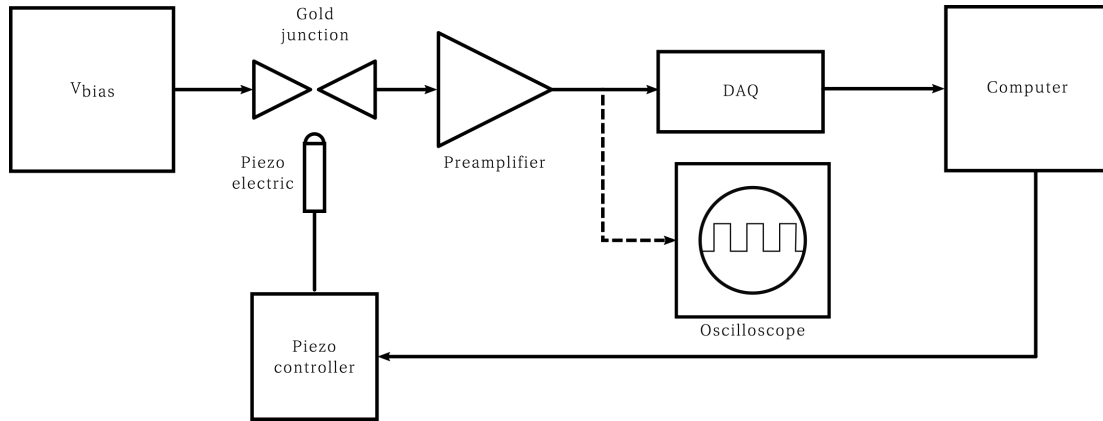 Gold
junction
Vbias
DAQ
Computer
Preamplifier
Piezo
electric
Oscilloscope
Piezo
controller